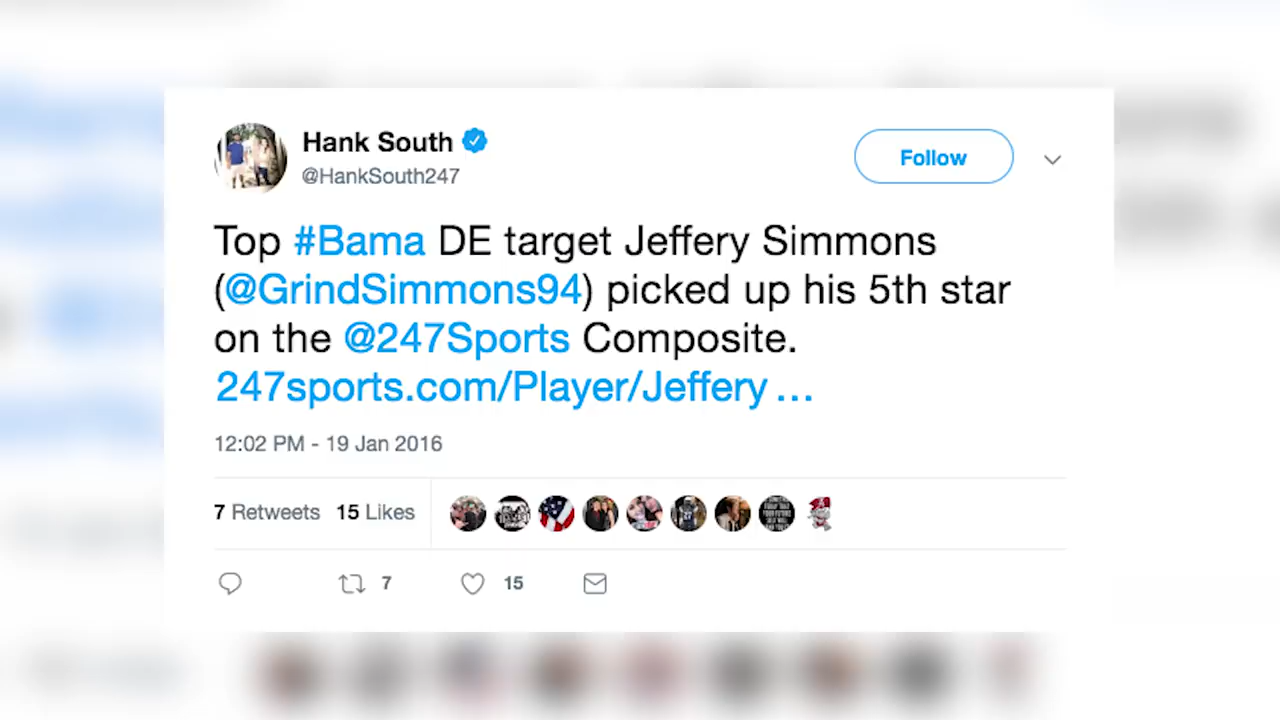 Hank South
@HankSouth247
Follow
Top #Bama DE target Jeffery Simmons
(@GrindSimmons94) picked up his 5th star
on the @247Sports Composite.
247sports.com/Player/Jeffery ...
12:02 PM - 19 Jan 2016
7 Retweets 15 Likes
7 15